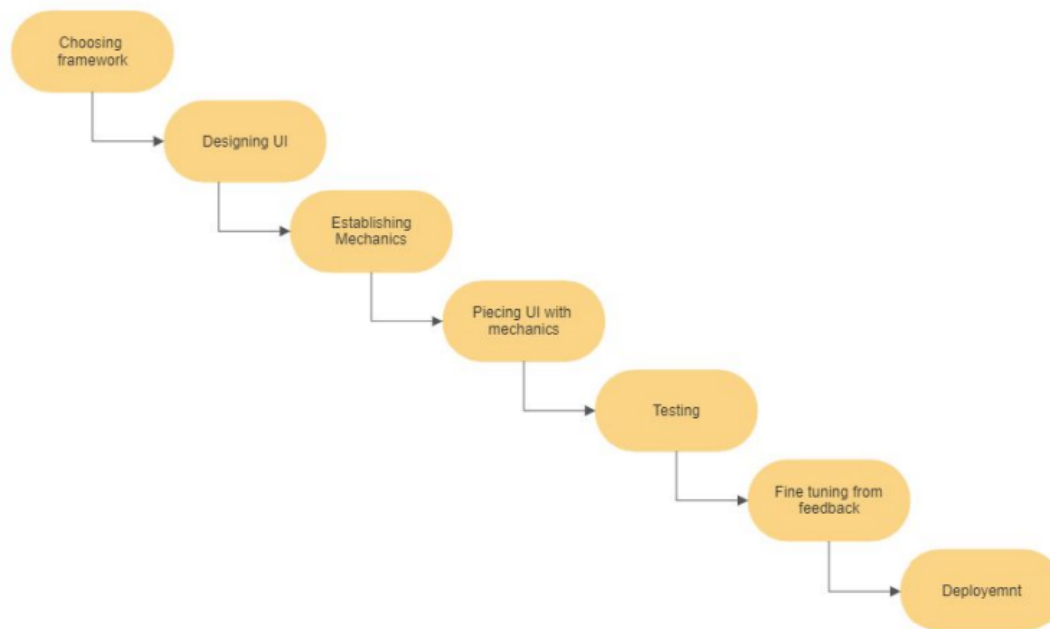 Choosing
framework
Designing UI
Establishing
Mechanics
Piecing UI with
mechanics
Testing
Fine tuning from
feedback
Deployemnt